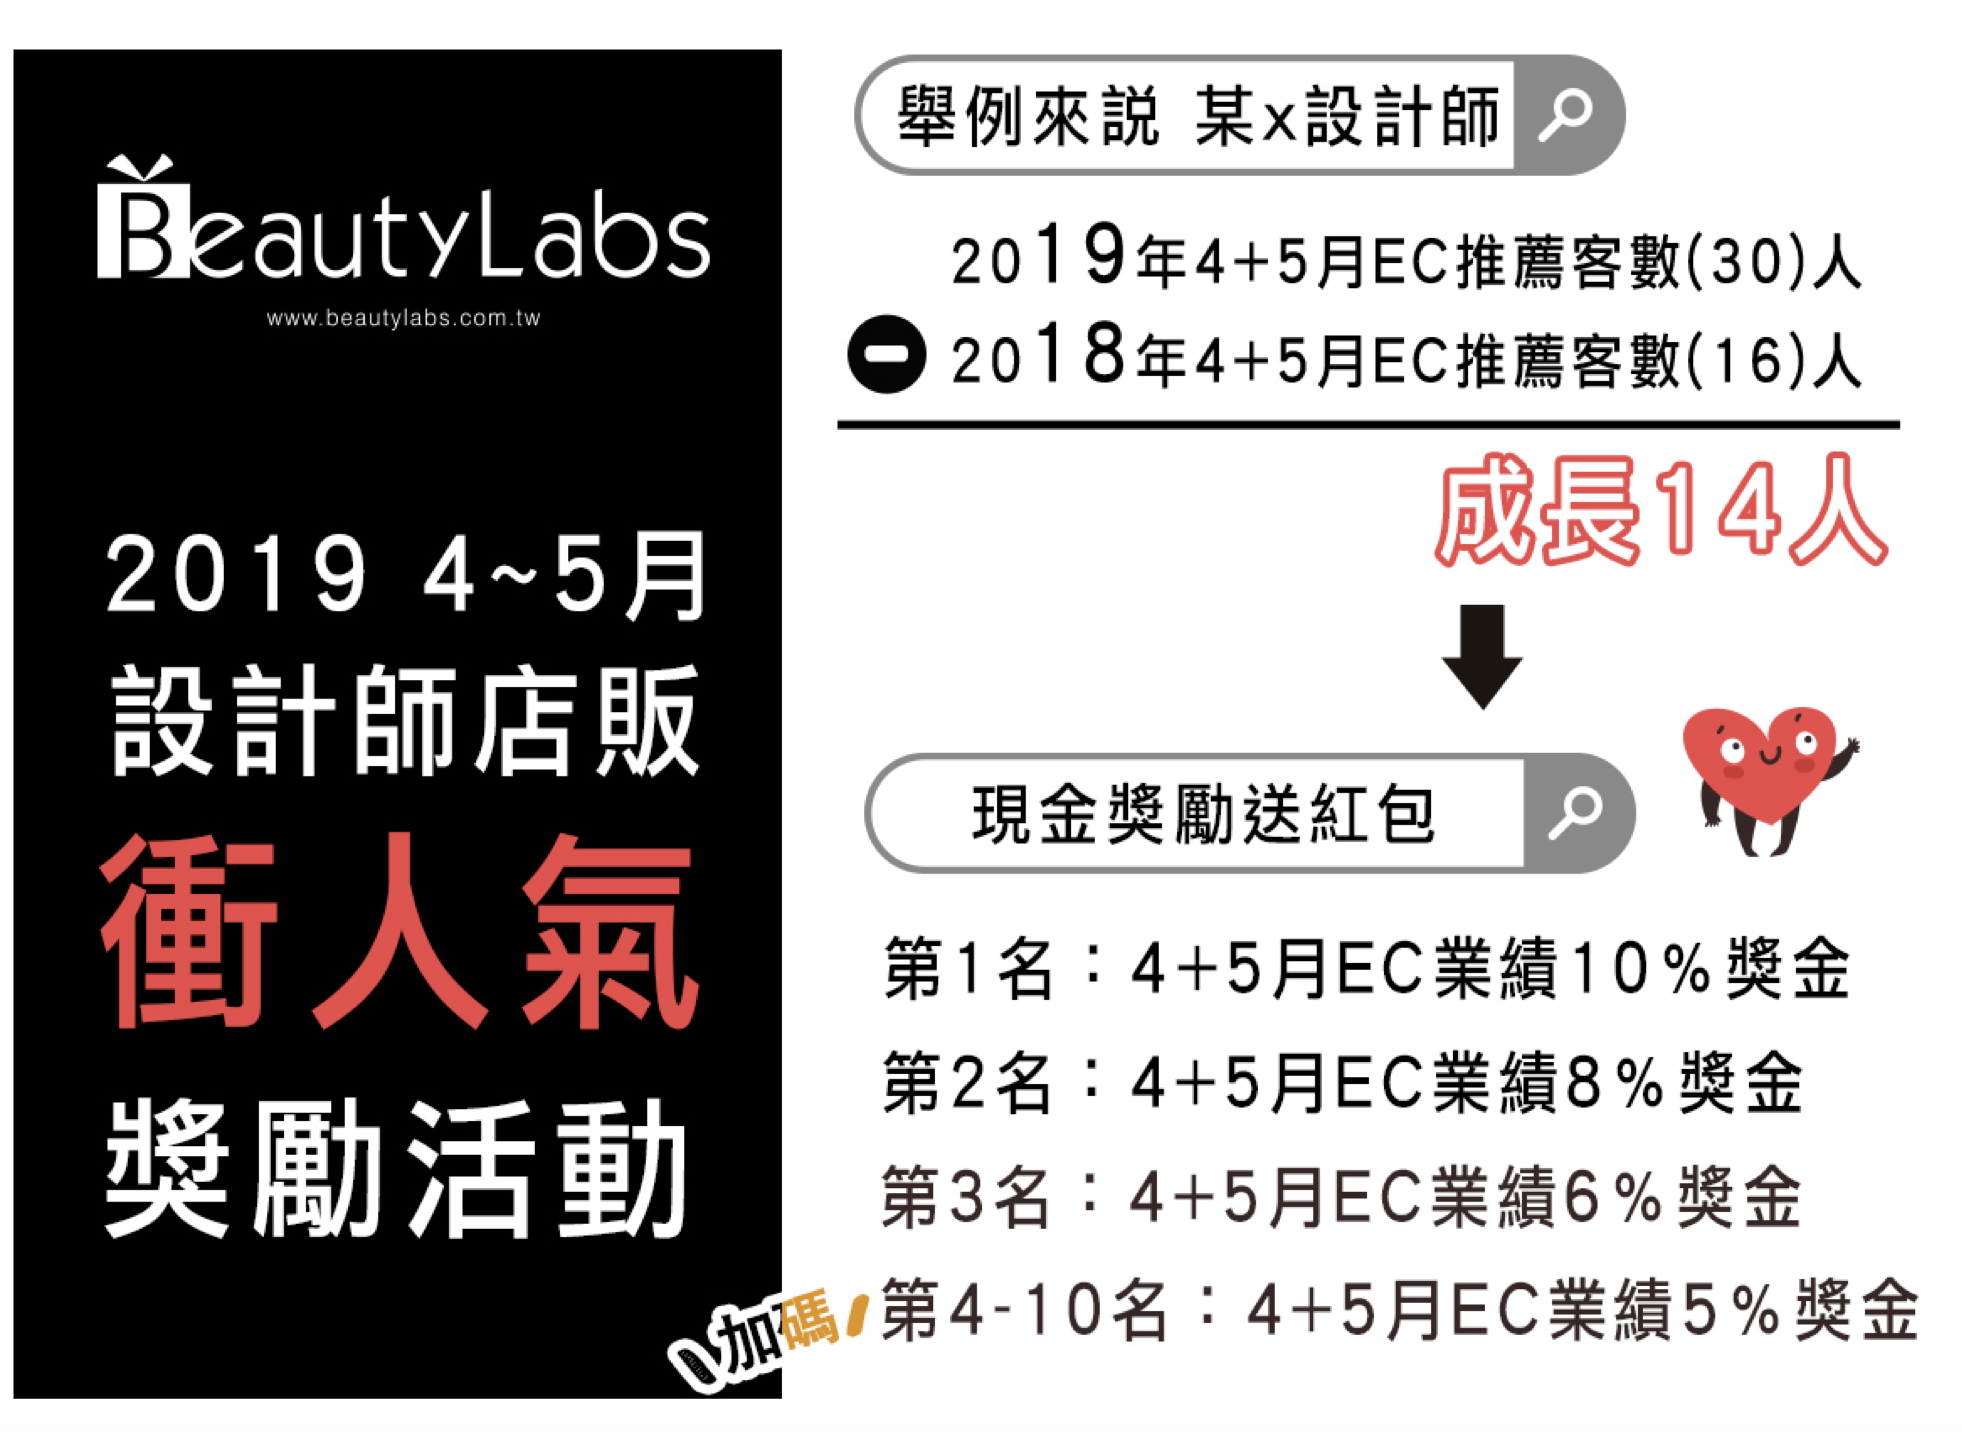 BeautyLabs
www.beautylabs.com.tw
2019 4~5月
設計師店販
衝人氣
獎勵活動
加碼
舉例來説 某x設計師
2019年4+5月EC推薦客數(30)人
2018年4+5月EC推薦客數(16)人
成長14人
現金獎勵送紅包
第1名：4+5月EC業績10%獎金
第2名：4+5月EC業績8%獎金
第3名：4+5月EC業績6%獎金
第4-10名：4+5月EC業績5%獎金